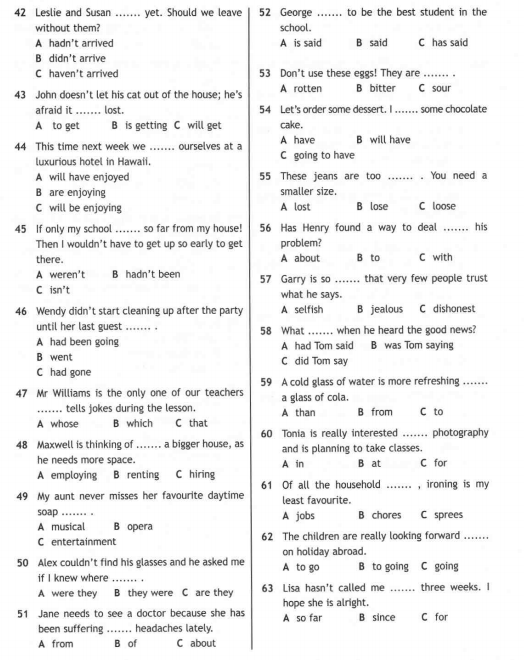 42 Leslie and Susan ....... yet. Should we leave
without them?
A hadn't arrived
B didn't arrive
C haven't arrived
43 John doesn't let his cat out of the house; he's
afraid it ....... lost.
A to get B is getting C will get
44 This time next week we ....... ourselves at a
luxurious hotel in Hawaii.
A will have enjoyed
B are enjoying
C will be enjoying
45 If only my school ....... so far from my house!
Then I wouldn't have to get up so early to get
there.
A weren't B hadn't been
C isn't
46 Wendy didn't start cleaning up after the party
until her last guest ....... .
A had been going
B went
C had gone
47 Mr Williams is the only one of our teachers
....... tells jokes during the lesson.
A whose B which C that
48 Maxwell is thinking of ....... a bigger house, as
he needs more space.
A employing B renting C hiring
49 My aunt never misses her favourite daytime
soap ....... .
A musical B opera
C entertainment
50 Alex couldn't find his glasses and he asked me
if I knew where ....... .
A were they B they were C are they
51 Jane needs to see a doctor because she has
been suffering ....... headaches lately.
A from B of C about
52 George ....... to be the best student in the
school.
A is said B said C has said
53 Don't use these eggs! They are ....... .
A rotten B bitter C sour
54 Let's order some dessert. I ....... some chocolate
cake.
A have B will have
C going to have
55 These jeans are too ....... . You need a
smaller size.
A lost B lose C loose
56 Has Henry found a way to deal ....... his
problem?
A about B to C with
57 Garry is so ....... that very few people trust
what he says.
A selfish B jealous C dishonest
58 What ....... when he heard the good news?
A had Tom said B was Tom saying
C did Tom say
59 A cold glass of water is more refreshing .......
a glass of cola.
A than B from C to
60 Tonia is really interested ....... photography
and is planning to take classes.
A in B at C for
61 Of all the household ....... , ironing is my
least favourite.
A jobs B chores C sprees
62 The children are really looking forward .......
on holiday abroad.
A to go B to going C going
63 Lisa hasn't called me ....... three weeks. I
hope she is alright.
A so far B since C for